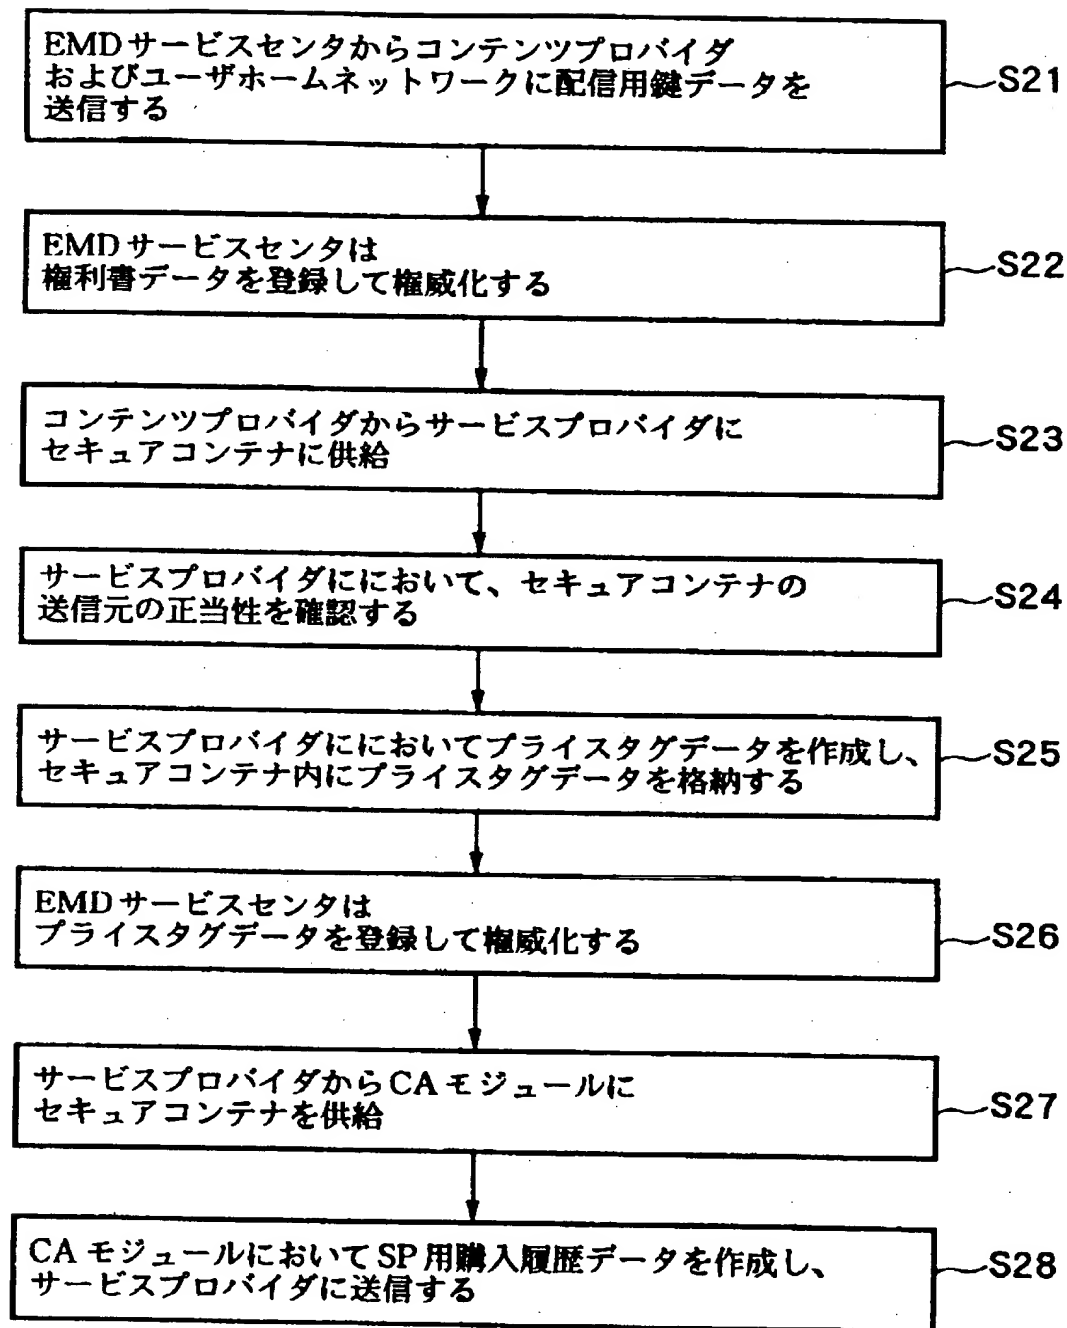 EMDサービスセンタからコンテンツプロバイダ
およびユーザホームネットワークに配信用鍵データを
送信する
S21
EMDサービスセンタは
権利書データを登録して権威化する
S22
コンテンツプロバイダからサービスプロバイダに
セキュアコンテナに供給
S23
サービスプロバイダににおいて、セキュアコンテナの
送信元の正当性を確認する
S24
サービスプロバイダににおいてプライスタグデータを作成し、
セキュアコンテナ内にプライスタグデータを格納する
S25
EMDサービスセンタは
プライスタグデータを登録して権威化する
S26
サービスプロバイダからCAモジュールに
セキュアコンテナを供給
S27
CAモジュールにおいてSP用購入履歴データを作成し、
サービスプロバイダに送信する
S28